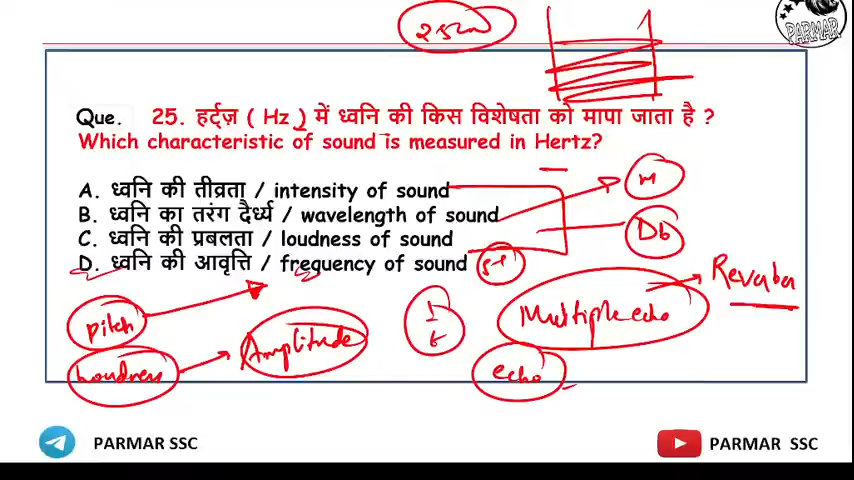 PARMAR
Que. 25. हर्ट्ज़ ( Hz ) में ध्वनि की किस विशेषता को मापा जाता है ?
Which characteristic of sound is measured in Hertz?
A. ध्वनि की तीव्रता / intensity of sound
B. ध्वनि का तरंग दैर्ध्य / wavelength of sound
C. ध्वनि की प्रबलता / loudness of sound
D. ध्वनि की आवृत्ति / frequency of sound
m
Db
s-1
pitch
Amplitude
Multiple echo
echo
PARMAR SSC
PARMAR SSC